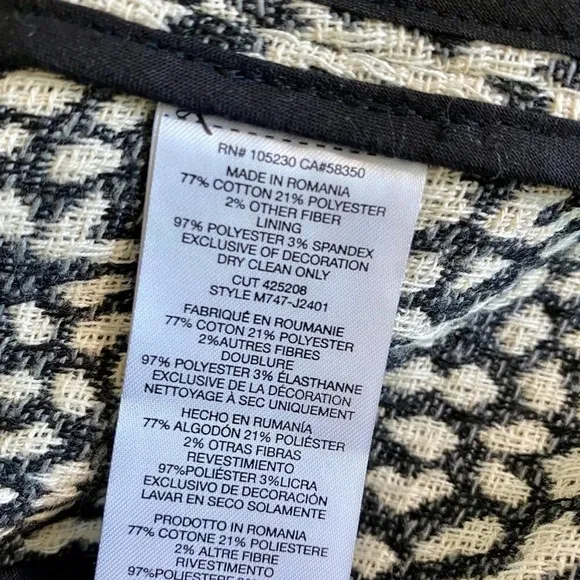 RN# 105230 CA#58350
MADE IN ROMANIA
77% COTTON 21% POLYESTER
2% OTHER FIBER
LINING
97% POLYESTER 3% SPANDEX
EXCLUSIVE OF DECORATION
DRY CLEAN ONLY
CUT 425208
STYLE M747-J2401
FABRIQUÉ EN ROUMANIE
77% COTON 21% POLYESTER
2%AUTRES FIBRES
DOUBLURE
97% POLYESTER 3% ÉLASTHANNE
EXCLUSIVE DE LA DÉCORATION
NETTOYAGE À SEC UNIQUEMENT
HECHO EN RUMANÍA
77% ALGODÓN 21% POLIÉSTER
2% OTRAS FIBRAS
REVESTIMIENTO
97%POLIÉSTER 3%LICRA
EXCLUSIVO DE DECORACIÓN
LAVAR EN SECO SOLAMENTE
PRODOTTO IN ROMANIA
77% COTONE 21% POLIESTERE
2% ALTRE FIBRE
RIVESTIMENTO
97%POLIESTERE